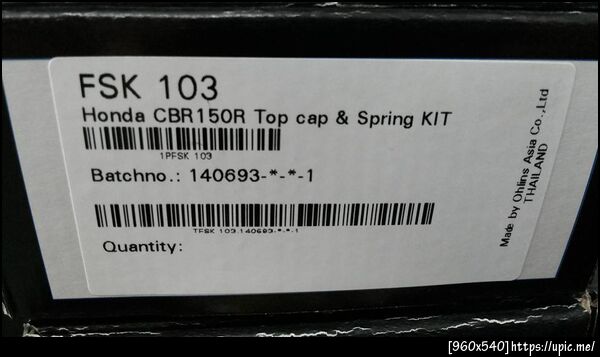 FSK 103
Honda CBR150R Top cap & Spring KIT
1PFSK 103
Batchno.: 140693-*-*-1
TFSK 103.140693-*-*-1
Quantity:
Made by Ohlins Asia Co.,Ltd
THAILAND
[960x540]https://upic.me/